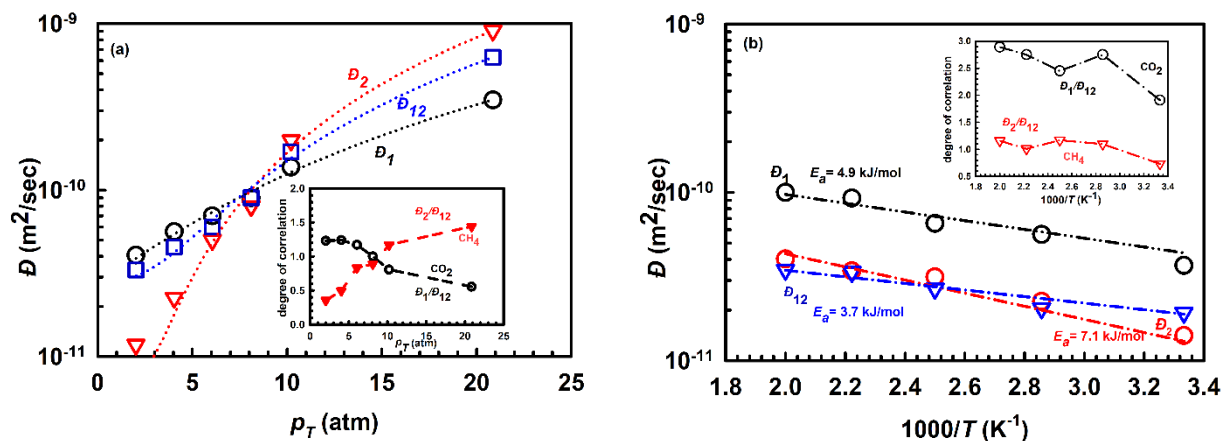 (a)
Đ (m²/sec)
10⁻⁹
10⁻¹⁰
10⁻¹¹
0 5 10 15 20 25
p_T (atm)
Đ₂
Đ₁₂
Đ₁
degree of correlation
2.0
1.5
1.0
0.5
0.0
0 5 10 15 20 25
p_T (atm)
Đ₂/Đ₁₂
CH₄
CO₂
Đ₁/Đ₁₂
(b)
Đ (m²/sec)
10⁻⁹
10⁻¹⁰
10⁻¹¹
2.0 2.2 2.4 2.6 2.8 3.0 3.2 3.4
1000/T (K⁻¹)
Đ₁
Eₐ= 4.9 kJ/mol
Đ₁₂
Eₐ= 3.7 kJ/mol
Đ₂
Eₐ= 7.1 kJ/mol
degree of correlation
3.0
2.5
2.0
1.5
1.0
0.5
0.0
1.8 2.0 2.2 2.4 2.6 2.8 3.0 3.2 3.4
1000/T (K⁻¹)
CO₂
Đ₁/Đ₁₂
Đ₂/Đ₁₂
CH₄